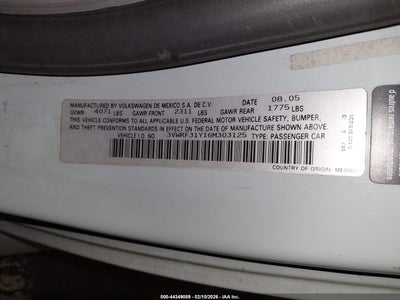 MANUFACTURED BY VOLKSWAGEN DE MEXICO S.A. DE C.V. DATE 08.05
GVWR 4071 LBS GAWR FRONT 2311 LBS GAWR REAR 1775 LBS
THIS VEHICLE CONFORMS TO ALL APPLICABLE U.S. FEDERAL MOTOR VEHICLE SAFETY, BUMPER,
AND THEFT PREVENTION STANDARDS IN EFFECT ON THE DATE OF MANUFACTURE SHOWN ABOVE.
VEHICLE I.D. NO. 3VWRF31Y16M303125 TYPE: PASSENGER CAR
COUNTRY OF ORIGIN: MEXICO
d'autres
000-44349089 - 02/10/2026 - IAA Inc.